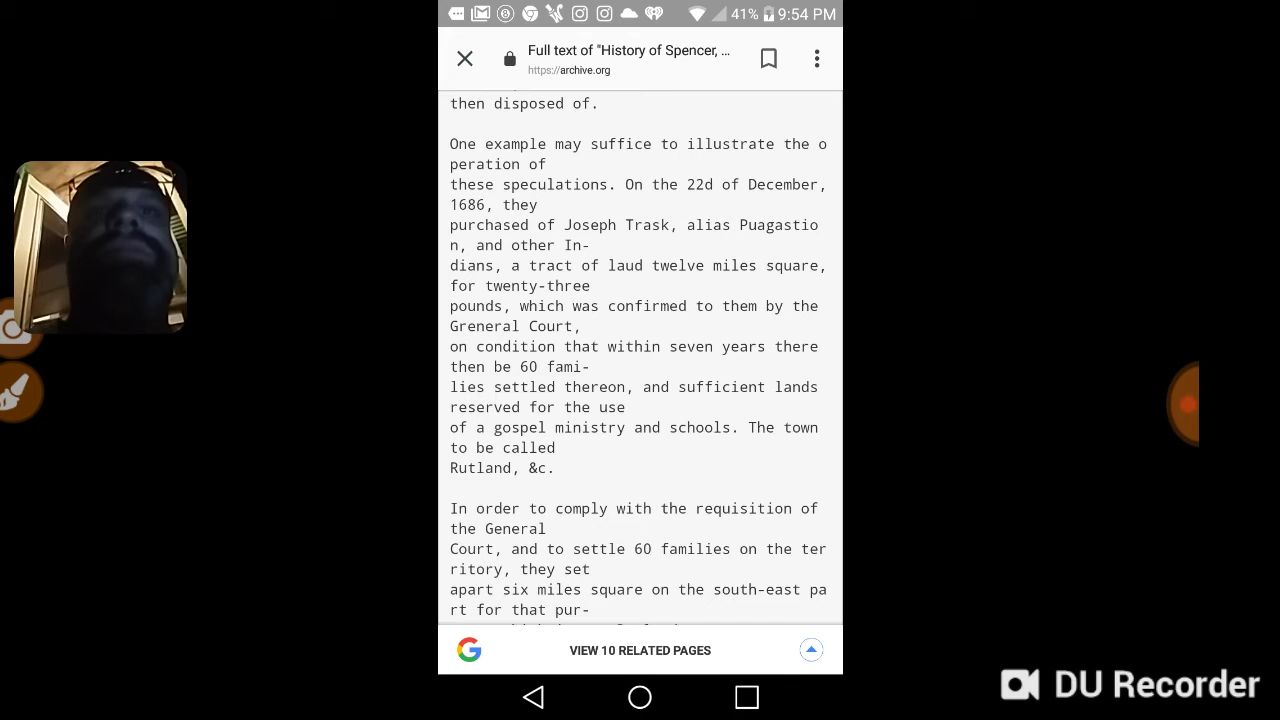 41% 9:54 PM
Full text of "History of Spencer, ...
https://archive.org
then disposed of.
One example may suffice to illustrate the o
peration of
these speculations. On the 22d of December,
1686, they
purchased of Joseph Trask, alias Puagastio
n, and other In-
dians, a tract of laud twelve miles square,
for twenty-three
pounds, which was confirmed to them by the
Greneral Court,
on condition that within seven years there
then be 60 fami-
lies settled thereon, and sufficient lands
reserved for the use
of a gospel ministry and schools. The town
to be called
Rutland, &c.
In order to comply with the requisition of
the General
Court, and to settle 60 families on the ter
ritory, they set
apart six miles square on the south-east pa
rt for that pur-
VIEW 10 RELATED PAGES
DU Recorder